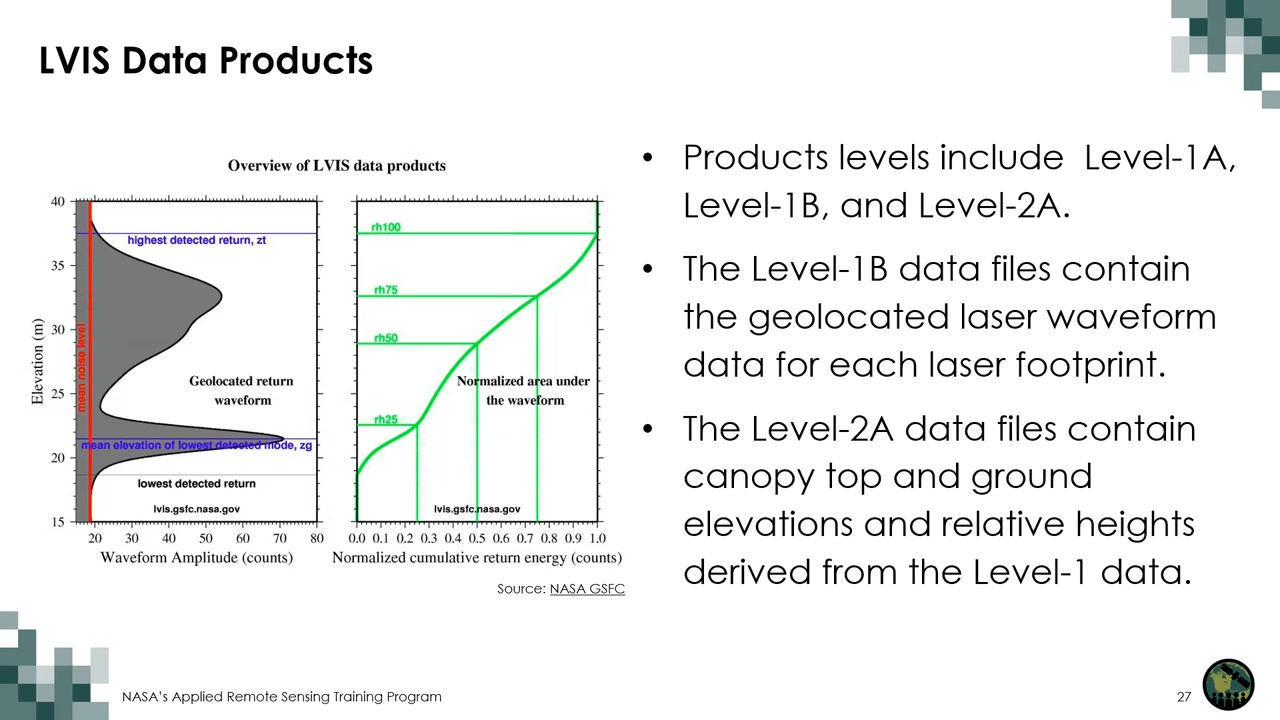 LVIS Data Products
Overview of LVIS data products
40
35
30
25
20
15
Elevation (m)
mean noise level
highest detected return, zt
Geolocated return
waveform
mean elevation of lowest detected mode, zg
lowest detected return
lvis.gsfc.nasa.gov
20 30 40 50 60 70 80
Waveform Amplitude (counts)
rh100
rh75
rh50
rh25
Normalized area under
the waveform
lvis.gsfc.nasa.gov
0.0 0.1 0.2 0.3 0.4 0.5 0.6 0.7 0.8 0.9 1.0
Normalized cumulative return energy (counts)
Source: NASA GSFC
• Products levels include Level-1A,
Level-1B, and Level-2A.
• The Level-1B data files contain
the geolocated laser waveform
data for each laser footprint.
• The Level-2A data files contain
canopy top and ground
elevations and relative heights
derived from the Level-1 data.
NASA's Applied Remote Sensing Training Program
27